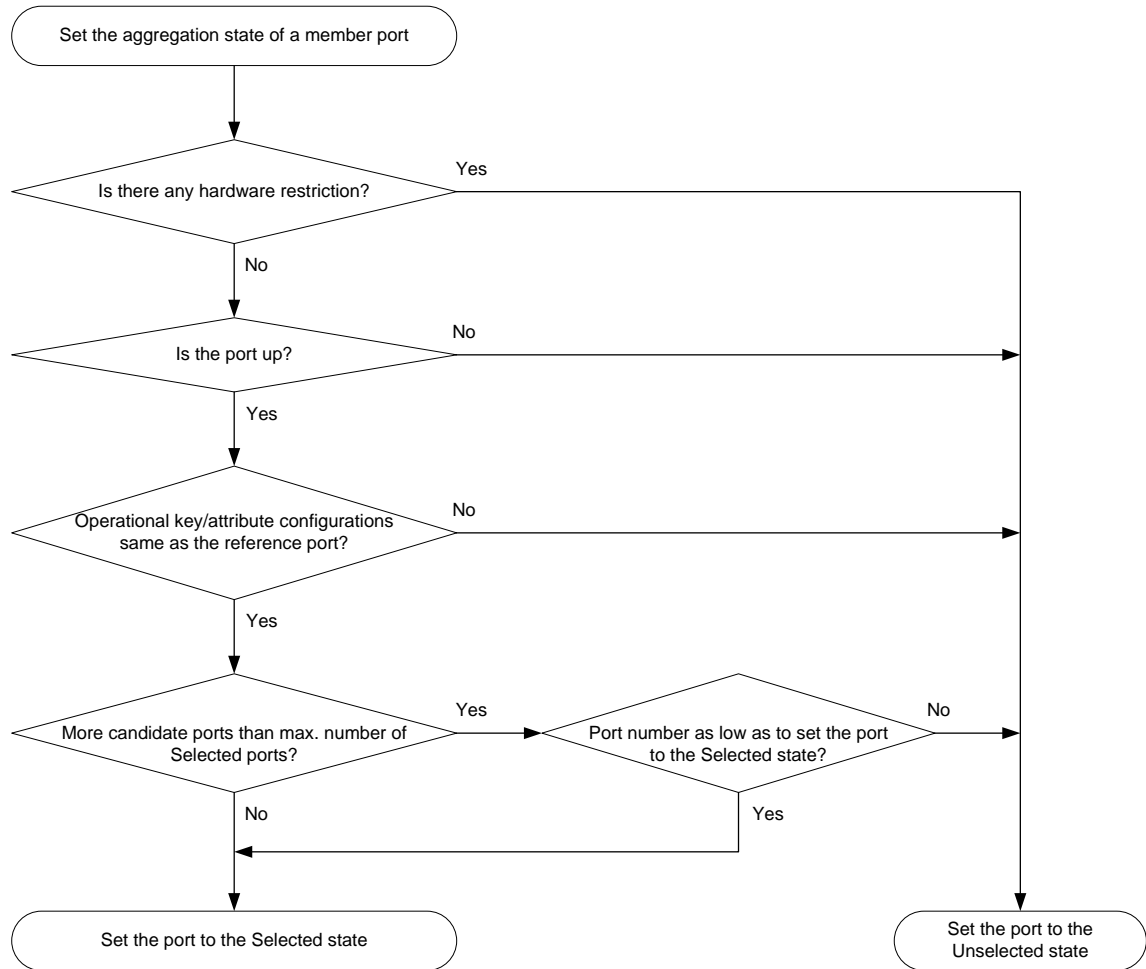 Set the aggregation state of a member port
Yes
Is there any hardware restriction?
No
No
Is the port up?
Yes
No
Operational key/attribute configurations
same as the reference port?
Yes
Yes
No
More candidate ports than max. number of
Selected ports?
Port number as low as to set the port
to the Selected state?
No
Yes
Set the port to the Selected state
Set the port to the
Unselected state